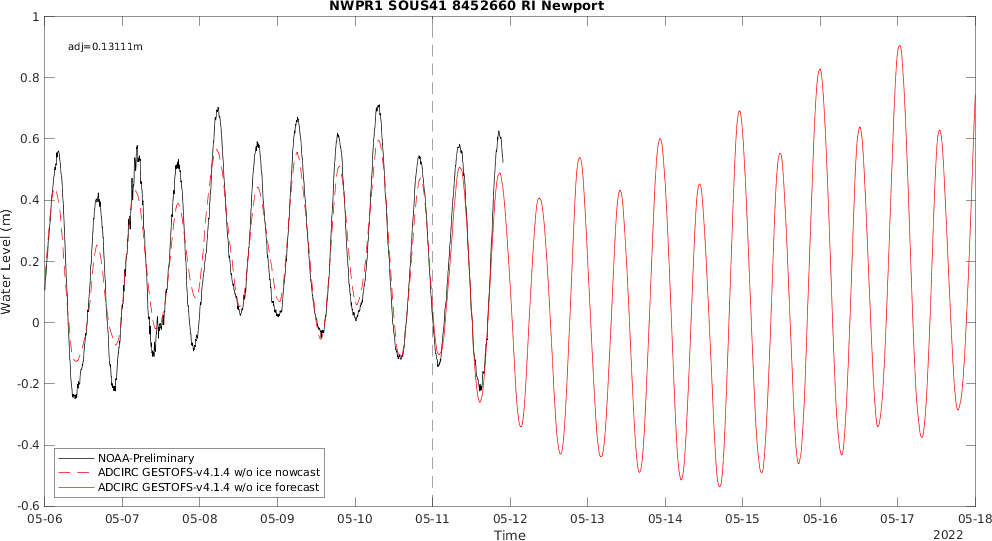 NWPR1 SOUS41 8452660 RI Newport
adj=0.13111m
1
0.8
0.6
0.4
0.2
0
-0.2
-0.4
-0.6
Water Level (m)
NOAA-Preliminary
ADCIRC GESTOFS-v4.1.4 w/o ice nowcast
ADCIRC GESTOFS-v4.1.4 w/o ice forecast
05-06 05-07 05-08 05-09 05-10 05-11 05-12 05-13 05-14 05-15 05-16 05-17 05-18
Time
2022